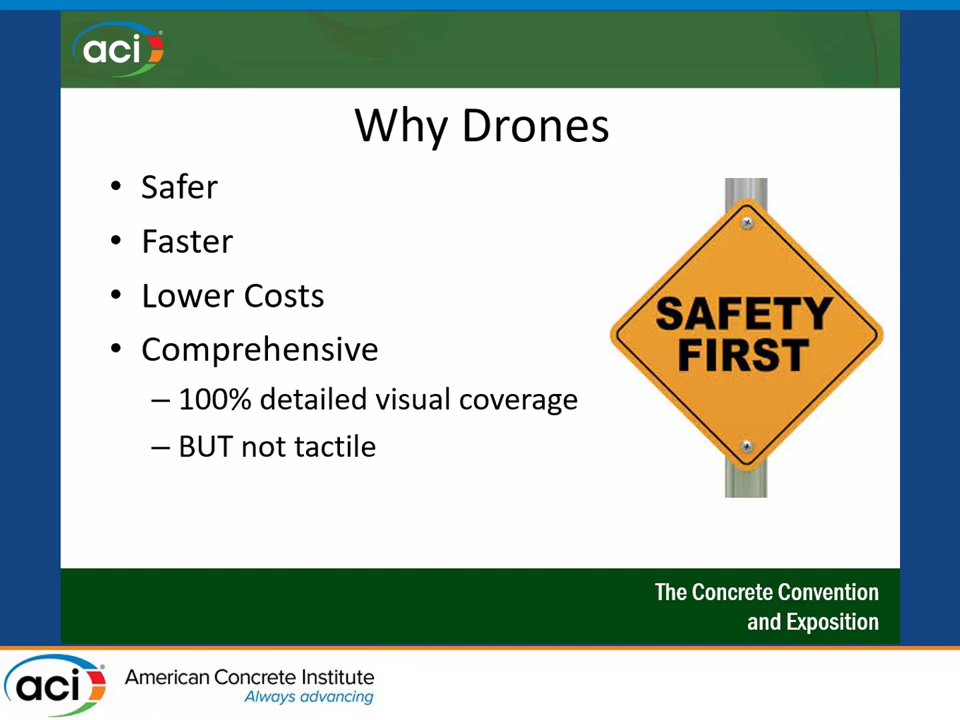 aci
Why Drones
• Safer
• Faster
• Lower Costs
• Comprehensive
– 100% detailed visual coverage
– BUT not tactile
SAFETY
FIRST
The Concrete Convention
and Exposition
aci
American Concrete Institute
Always advancing